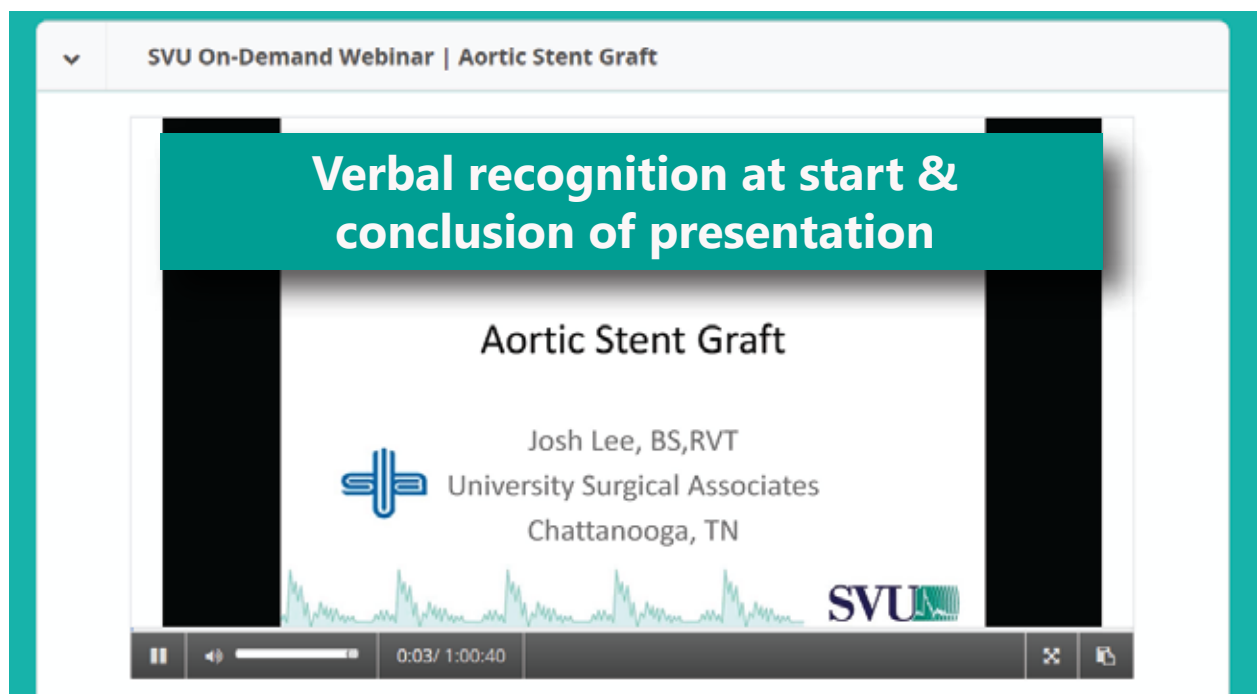 SVU On-Demand Webinar | Aortic Stent Graft
Verbal recognition at start &
conclusion of presentation
Aortic Stent Graft
Josh Lee, BS,RVT
University Surgical Associates
Chattanooga, TN
SVU
0:03/ 1:00:40